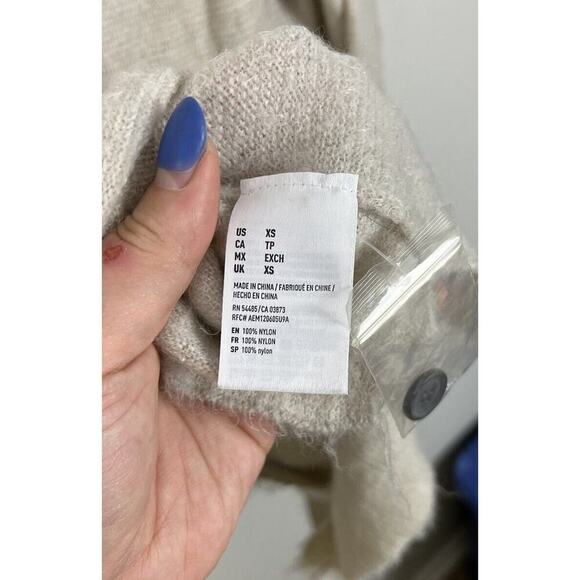 US XS
CA TP
MX EXCH
UK XS
MADE IN CHINA / FABRIQUÉ EN CHINE /
HECHO EN CHINA
RN 54485/CA 03873
RFC# AEM120605U9A
EN 100% NYLON
FR 100% NYLON
SP 100% nylon